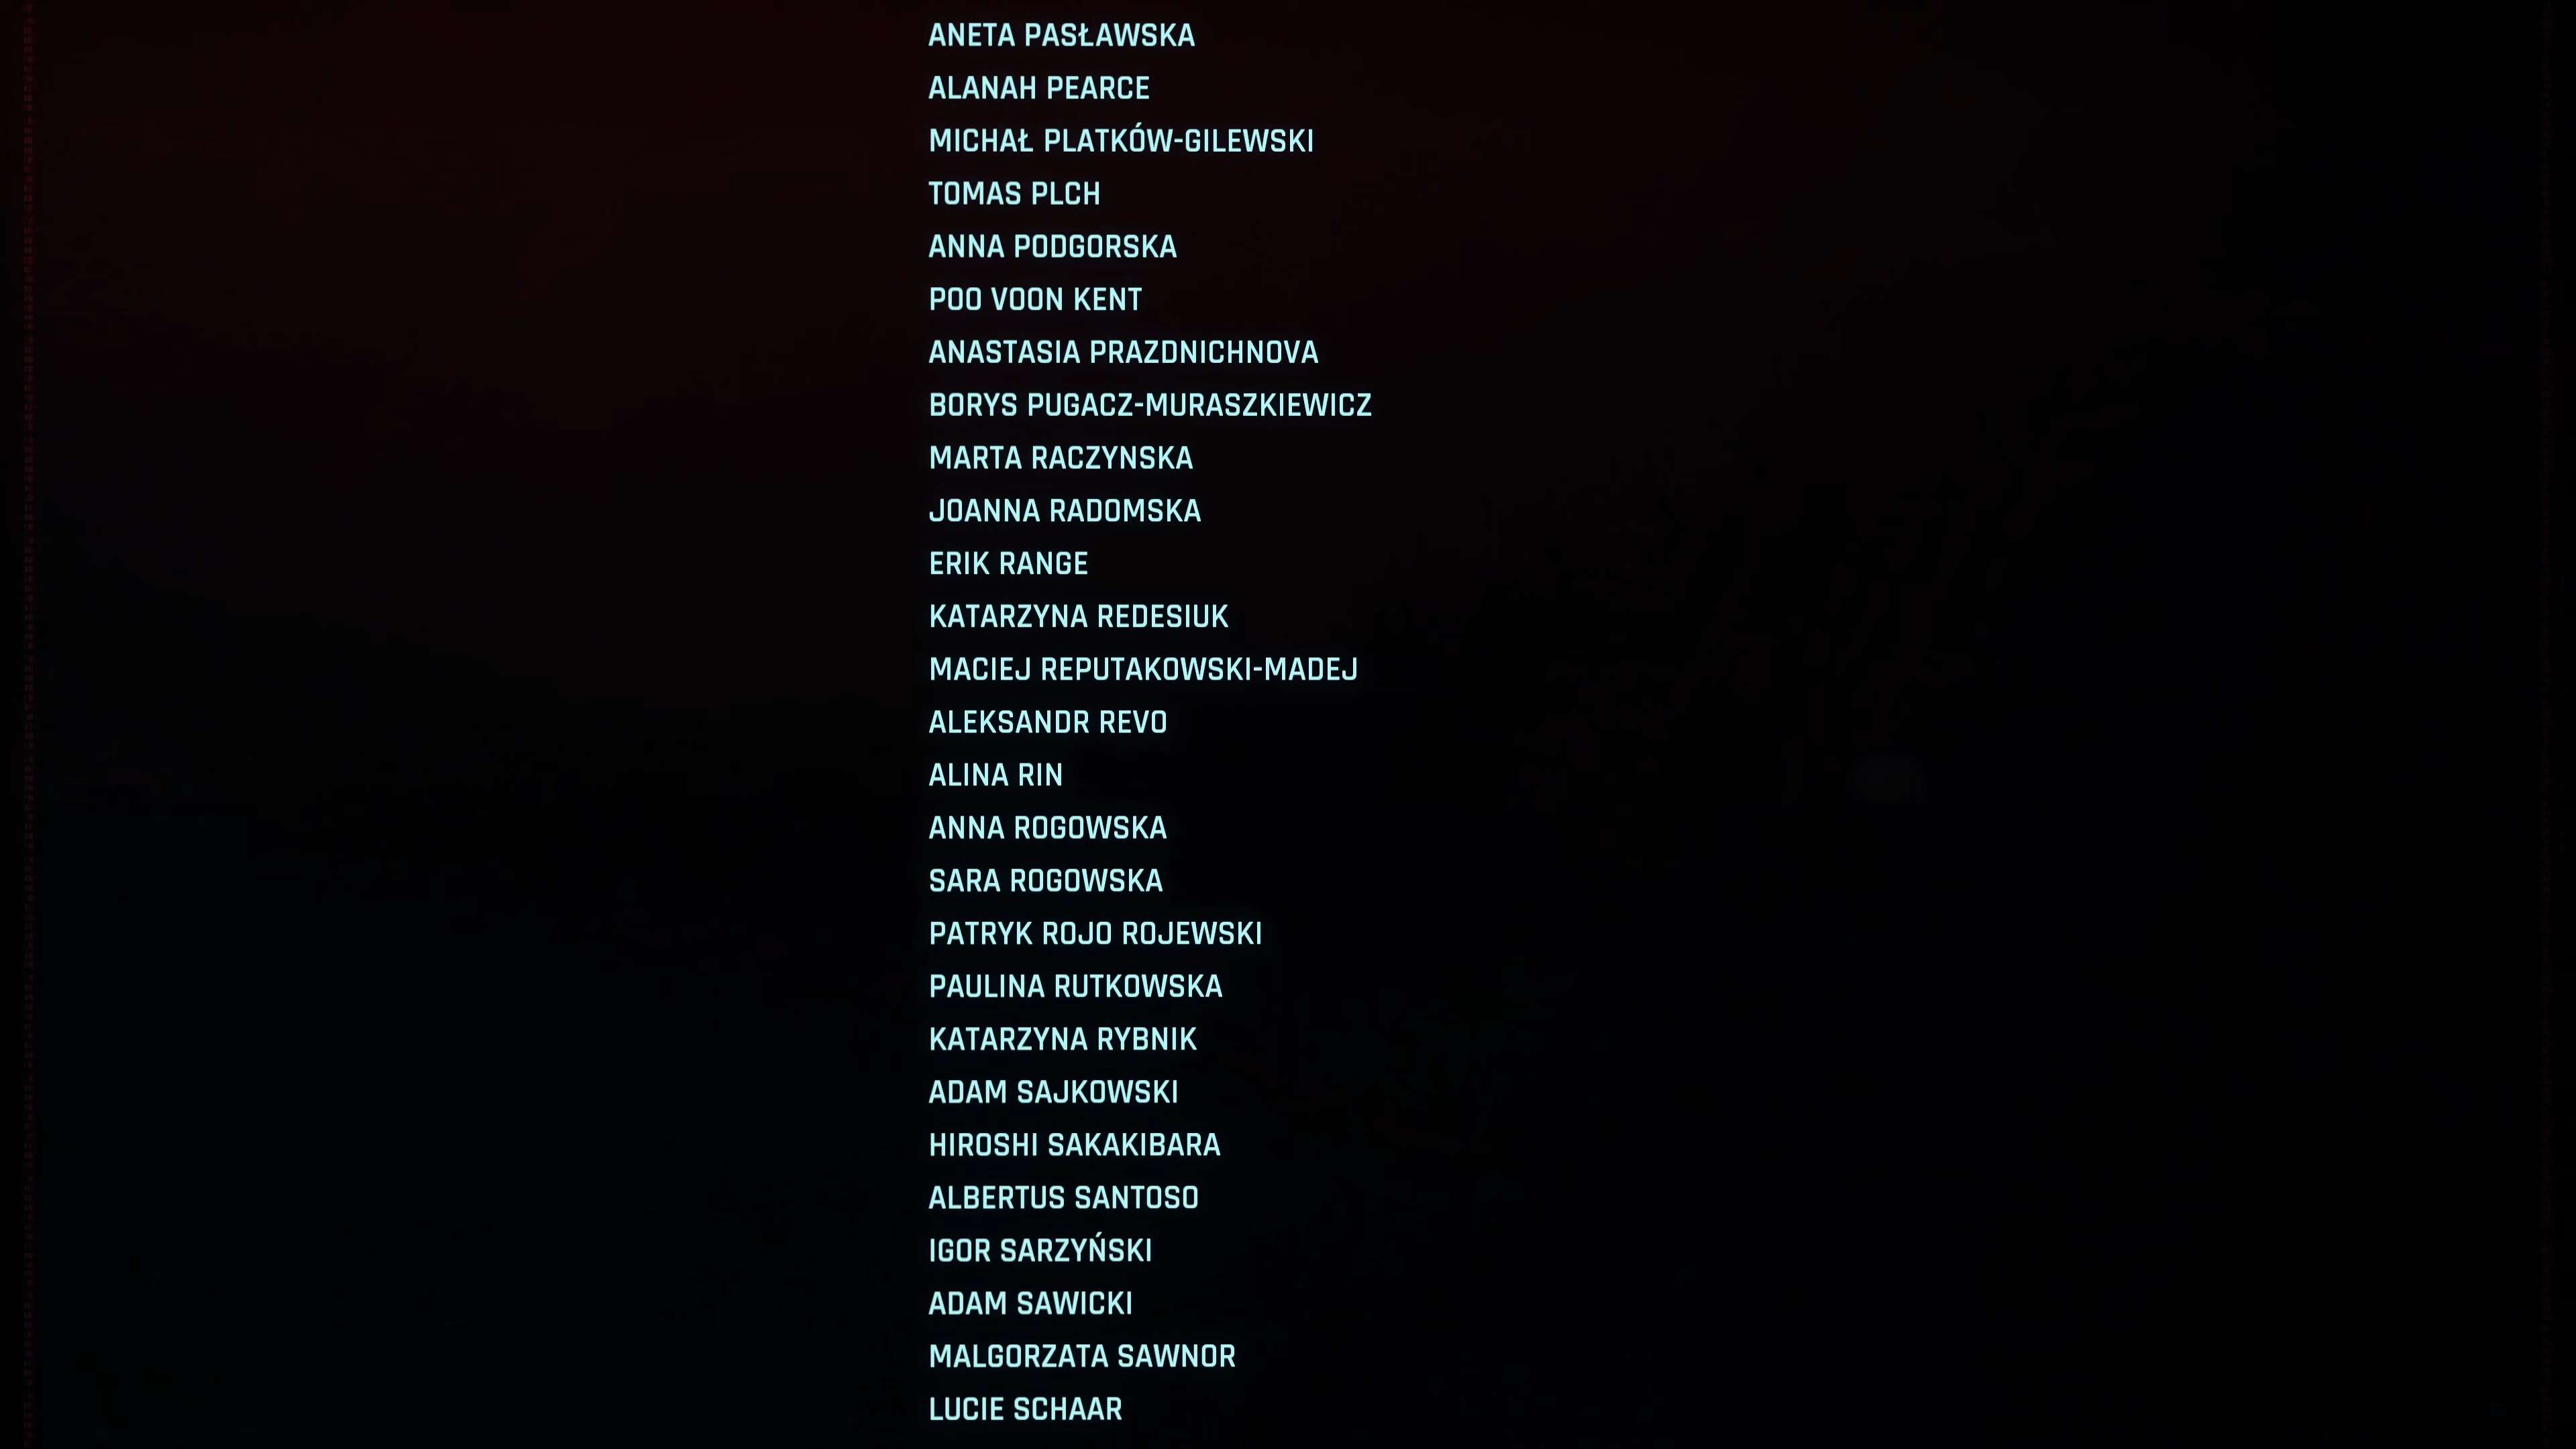 ANETA PASŁAWSKA
ALANAH PEARCE
MICHAŁ PLATKÓW-GILEWSKI
TOMAS PLCH
ANNA PODGORSKA
POO VOON KENT
ANASTASIA PRAZDNICHNOVA
BORYS PUGACZ-MURASZKIEWICZ
MARTA RACZYNSKA
JOANNA RADOMSKA
ERIK RANGE
KATARZYNA REDESIUK
MACIEJ REPUTAKOWSKI-MADEJ
ALEKSANDR REVO
ALINA RIN
ANNA ROGOWSKA
SARA ROGOWSKA
PATRYK ROJO ROJEWSKI
PAULINA RUTKOWSKA
KATARZYNA RYBNIK
ADAM SAJKOWSKI
HIROSHI SAKAKIBARA
ALBERTUS SANTOSO
IGOR SARZYŃSKI
ADAM SAWICKI
MALGORZATA SAWNOR
LUCIE SCHAAR